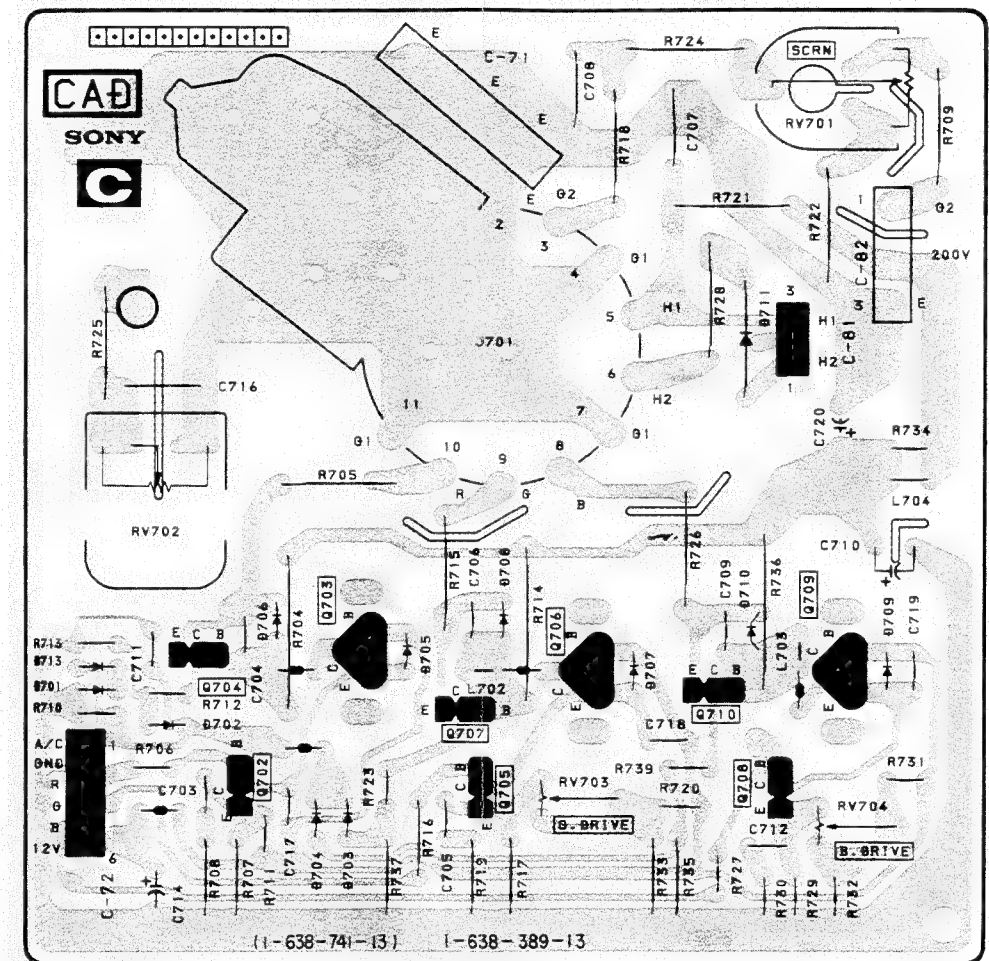 E
C-71
E
E
E
C708
R724
SCRN
RV701
R709
CAD
SONY
C
R718
C707
R721
R722
1
G2
C-82
200V
3
E
G2
2
3
4
G1
5
H1
R728
D711
3
H1
C-81
H2
1
R725
J701
6
H2
C716
11
7
G1
G1
C720
+
R734
10
9
8
R705
R
G
B
L704
RV702
R715
C706
D708
R726
C709
D710
R736
C710
+
D709
C719
Q703
B
C
E
Q706
B
C
E
Q709
B
C
E
R714
D706
R704
D705
D707
L703
R713
D713
D701
R710
C711
E C B
Q704
C704
R712
D702
L702
E C B
Q707
E C B
Q710
C718
A/C
GND
R
G
B
12V
1
6
C-72
R706
C703
B
C
E
Q702
R723
B
C
E
Q705
RV703
G.DRIVE
R739
R720
Q708
B
C
E
C712
RV704
B.DRIVE
R731
C714
+
R708
R707
R711
C717
D704
D703
R737
R716
C705
R719
R717
R733
R735
R727
R730
R729
R732
(1-638-741-13) 1-638-389-13